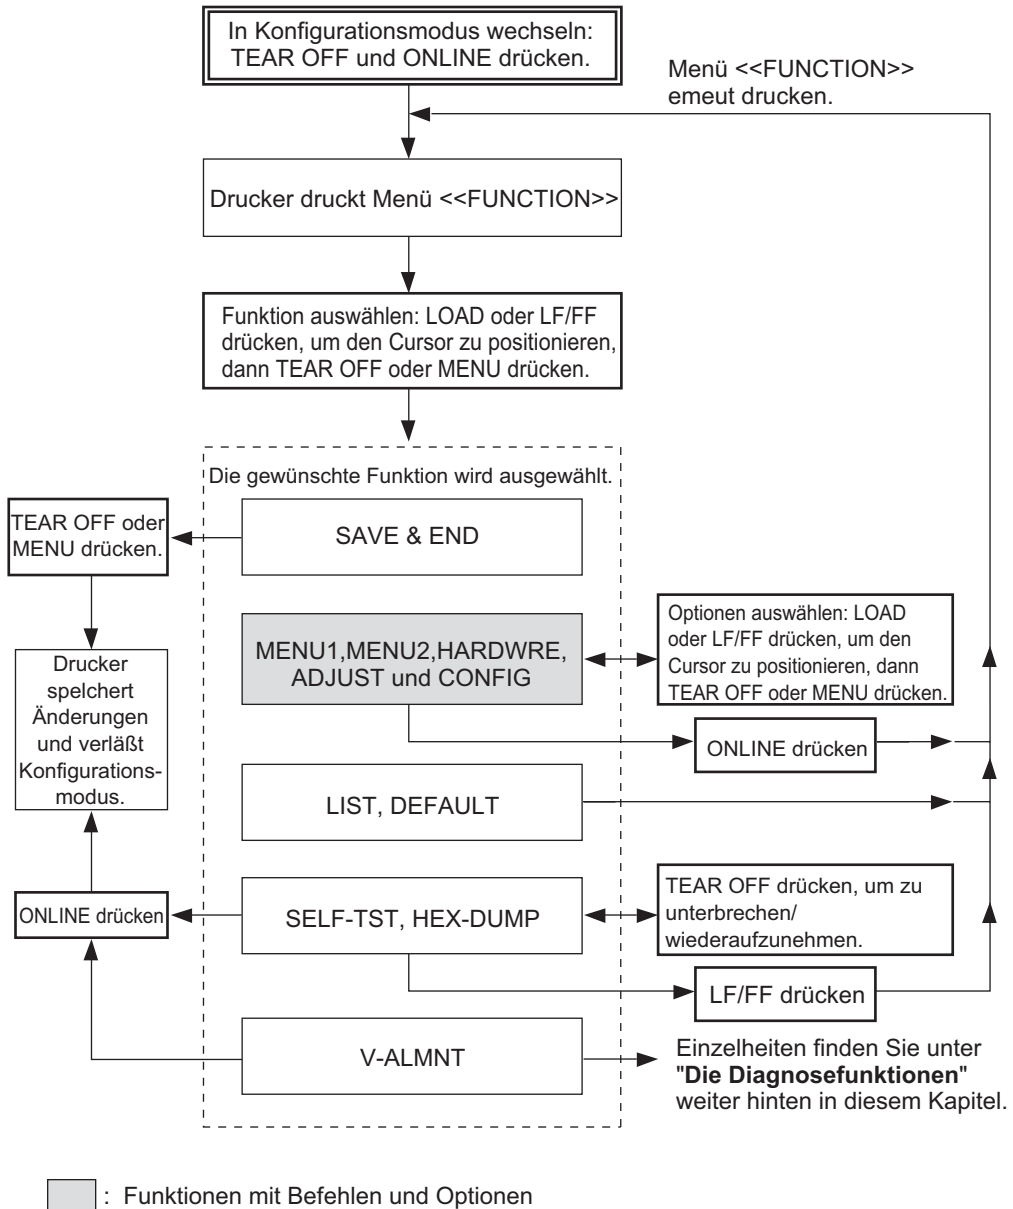 In Konfigurationsmodus wechseln:
TEAR OFF und ONLINE drücken.
Menü <<FUNCTION>>
emeut drucken.
Drucker druckt Menü <<FUNCTION>>
Funktion auswählen: LOAD oder LF/FF
drücken, um den Cursor zu positionieren,
dann TEAR OFF oder MENU drücken.
Die gewünschte Funktion wird ausgewählt.
TEAR OFF oder
MENU drücken.
SAVE & END
Drucker
spelchert
Änderungen
und verläßt
Konfigurations-
modus.
MENU1,MENU2,HARDWRE,
ADJUST und CONFIG
Optionen auswählen: LOAD
oder LF/FF drücken, um den
Cursor zu positionieren, dann
TEAR OFF oder MENU drücken.
ONLINE drücken
LIST, DEFAULT
ONLINE drücken
SELF-TST, HEX-DUMP
TEAR OFF drücken, um zu
unterbrechen/
wiederaufzunehmen.
LF/FF drücken
V-ALMNT
Einzelheiten finden Sie unter
"Die Diagnosefunktionen"
weiter hinten in diesem Kapitel.
: Funktionen mit Befehlen und Optionen